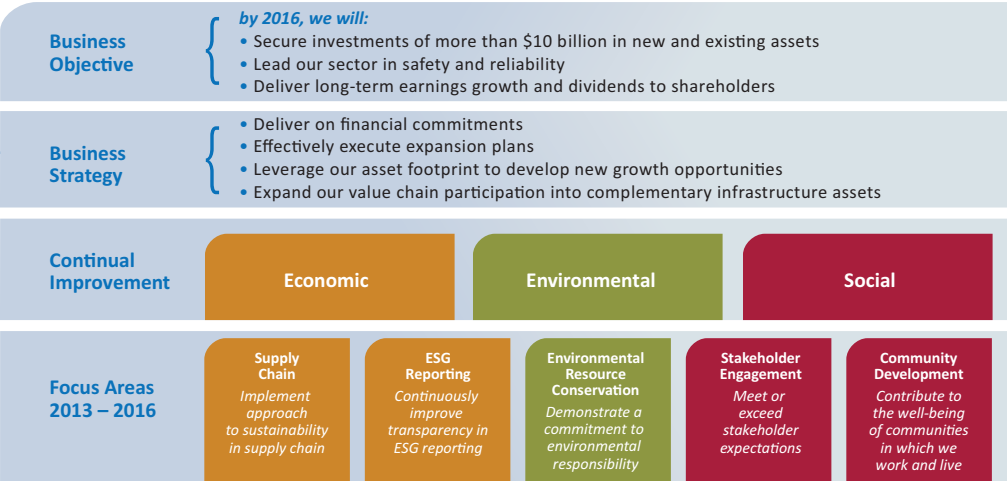 Business
Objective
by 2016, we will:
• Secure investments of more than $10 billion in new and existing assets
• Lead our sector in safety and reliability
• Deliver long-term earnings growth and dividends to shareholders
Business
Strategy
• Deliver on financial commitments
• Effectively execute expansion plans
• Leverage our asset footprint to develop new growth opportunities
• Expand our value chain participation into complementary infrastructure assets
Continual
Improvement
Economic
Environmental
Social
Focus Areas
2013 – 2016
Supply
Chain
Implement
approach
to sustainability
in supply chain
ESG
Reporting
Continuously
improve
transparency in
ESG reporting
Environmental
Resource
Conservation
Demonstrate a
commitment to
environmental
responsibility
Stakeholder
Engagement
Meet or
exceed
stakeholder
expectations
Community
Development
Contribute to
the well-being
of communities
in which we
work and live